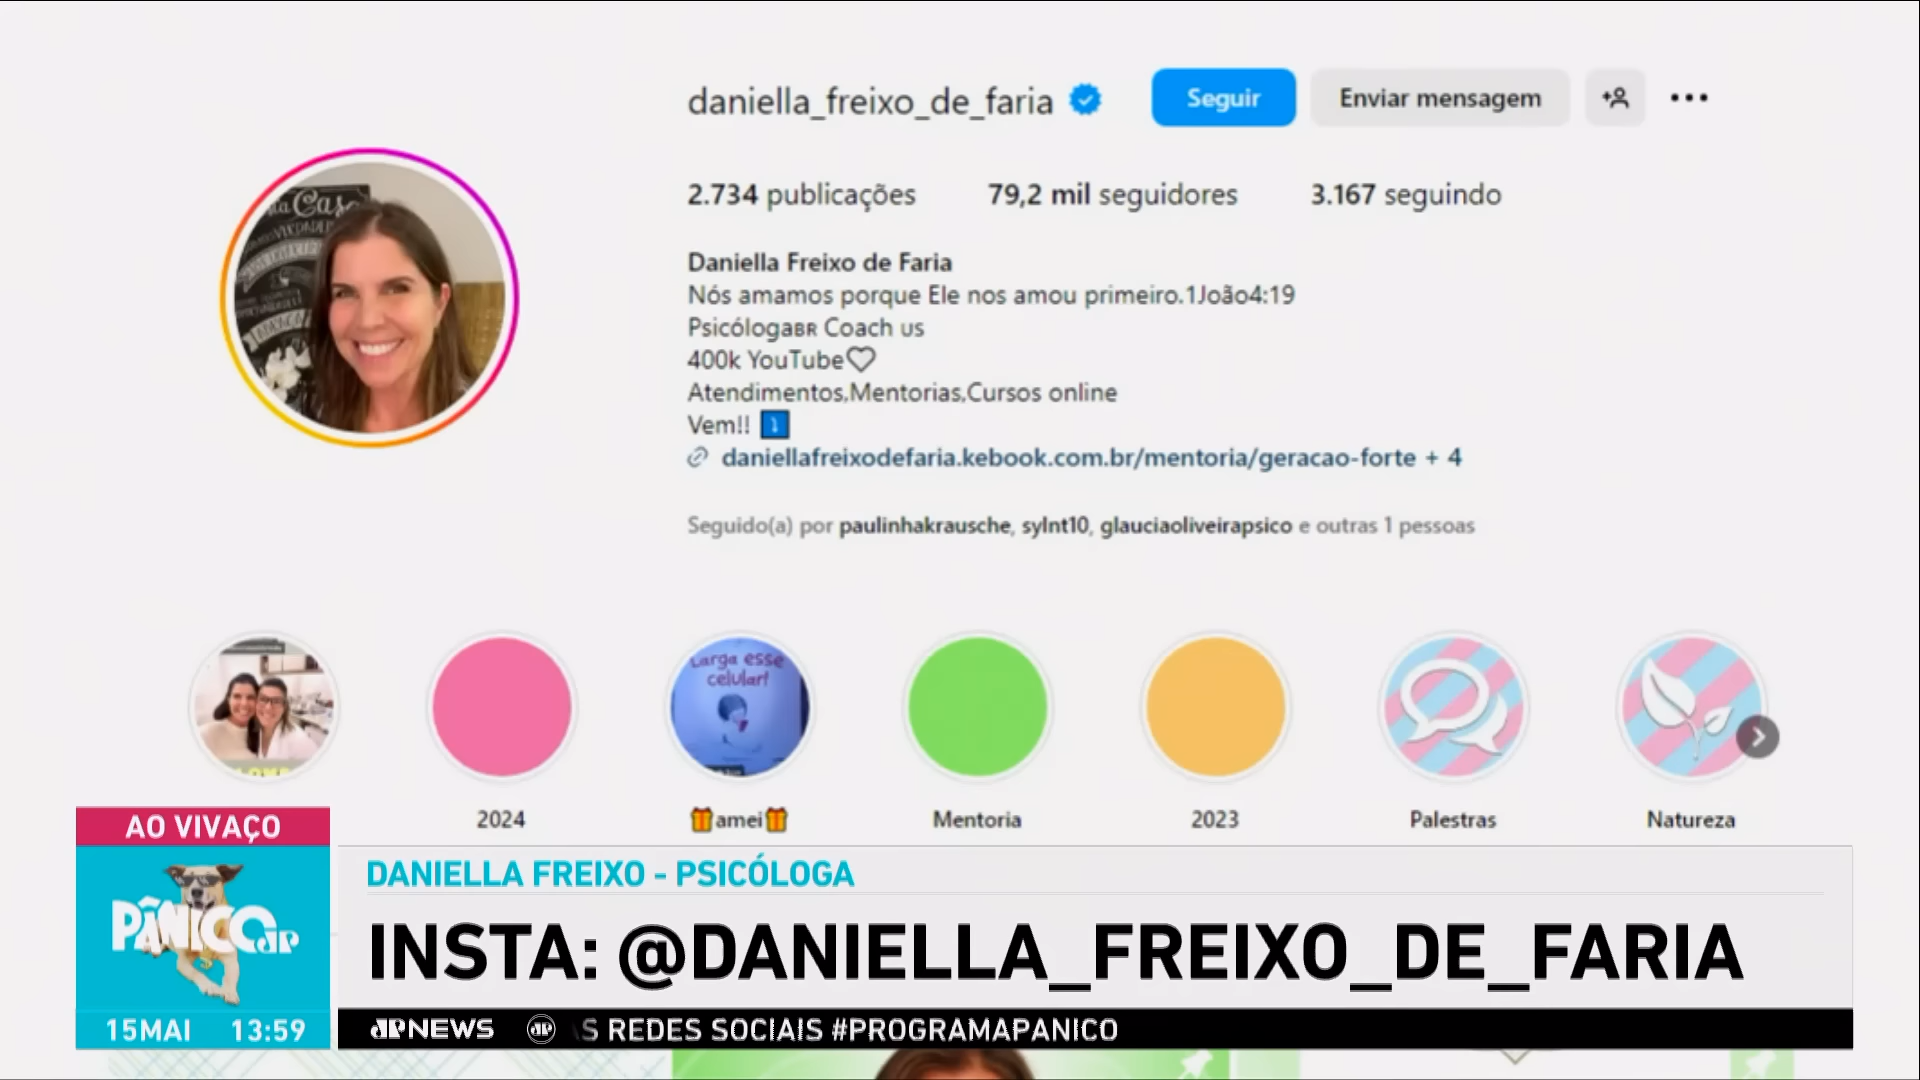 daniella_freixo_de_faria
Seguir
Enviar mensagem
2.734 publicações 79,2 mil seguidores 3.167 seguindo
Daniella Freixo de Faria
Nós amamos porque Ele nos amou primeiro.1João4:19
PsicólogaBR Coach us
400k YouTube♡
Atendimentos,Mentorias,Cursos online
Vem!! ⤵
daniellafreixodefaria.kebook.com.br/mentoria/geracao-forte + 4
Seguido(a) por paulinhakrausche, sylnt10, glauciaoliveirapsico e outras 1 pessoas
Larga esse
celular!
2024
🎁amei🎁
Mentoria
2023
Palestras
Natureza
AO VIVAÇO
PÂNICO JP
15MAI 13:59
DANIELLA FREIXO - PSICÓLOGA
INSTA: @DANIELLA_FREIXO_DE_FARIA
JP NEWS JP S REDES SOCIAIS #PROGRAMAPANICO